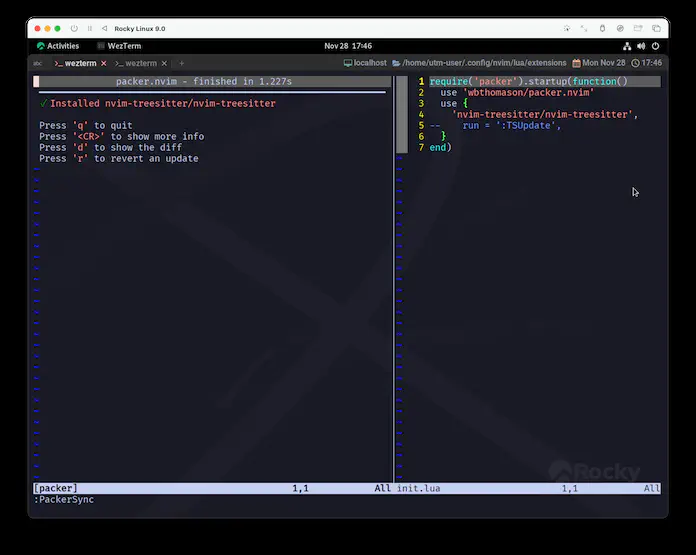 Rocky Linux 9.0
Activities
WezTerm
Nov 28 17:46
wezterm
wezterm
localhost
/home/utm-user/.config/nvim/lua/extensions
Mon Nov 28
17:46
packer.nvim - finished in 1.227s
✓ Installed nvim-treesitter/nvim-treesitter
Press 'q' to quit
Press '<CR>' to show more info
Press 'd' to show the diff
Press 'r' to revert an update
1 require('packer').startup(function()
2 use 'wbthomason/packer.nvim'
3 use {
4 'nvim-treesitter/nvim-treesitter',
5 -- run = ':TSUpdate',
6 }
7 end)
Rocky
[packer] 1,1 All
init.lua 1,1 All
:PackerSync